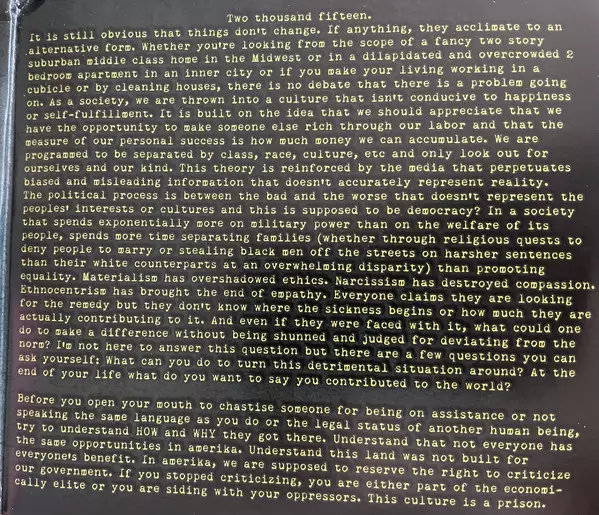 Two thousand fifteen.
It is still obvious that things don't change. If anything, they acclimate to an
alternative form. Whether you're looking from the scope of a fancy two story
suburban middle class home in the Midwest or in a dilapidated and overcrowded 2
bedroom apartment in an inner city or if you make your living working in a
cubicle or by cleaning houses, there is no debate that there is a problem going
on. As a society, we are thrown into a culture that isn't conducive to happiness
or self-fulfillment. It is built on the idea that we should appreciate that we
have the opportunity to make someone else rich through our labor and that the
measure of our personal success is how much money we can accumulate. We are
programmed to be separated by class, race, culture, etc and only look out for
ourselves and our kind. This theory is reinforced by the media that perpetuates
biased and misleading information that doesn't accurately represent reality.
The political process is between the bad and the worse that doesn't represent the
peoples' interests or cultures and this is supposed to be democracy? In a society
that spends exponentially more on military power than on the welfare of its
people, spends more time separating families (whether through religious quests to
deny people to marry or stealing black men off the streets on harsher sentences
than their white counterparts at an overwhelming disparity) than promoting
equality. Materialism has overshadowed ethics. Narcissism has destroyed compassion.
Ethnocentrism has brought the end of empathy. Everyone claims they are looking
for the remedy but they don't know where the sickness begins or how much they are
actually contributing to it. And even if they were faced with it, what could one
do to make a difference without being shunned and judged for deviating from the
norm? I'm not here to answer this question but there are a few questions you can
ask yourself: What can you do to turn this detrimental situation around? At the
end of your life what do you want to say you contributed to the world?
Before you open your mouth to chastise someone for being on assistance or not
speaking the same language as you do or the legal status of another human being,
try to understand HOW and WHY they got there. Understand that not everyone has
the same opportunities in amerika. Understand this land was not built for
everyone's benefit. In amerika, we are supposed to reserve the right to criticize
our government. If you stopped criticizing, you are either part of the economi-
cally elite or you are siding with your oppressors. This culture is a prison.